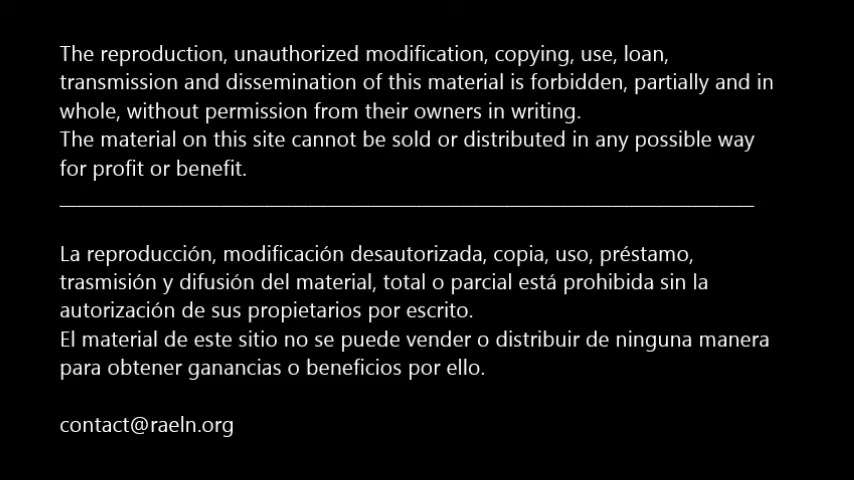 The reproduction, unauthorized modification, copying, use, loan,
transmission and dissemination of this material is forbidden, partially and in
whole, without permission from their owners in writing.
The material on this site cannot be sold or distributed in any possible way
for profit or benefit.
La reproducción, modificación desautorizada, copia, uso, préstamo,
trasmisión y difusión del material, total o parcial está prohibida sin la
autorización de sus propietarios por escrito.
El material de este sitio no se puede vender o distribuir de ninguna manera
para obtener ganancias o beneficios por ello.
contact@raeln.org